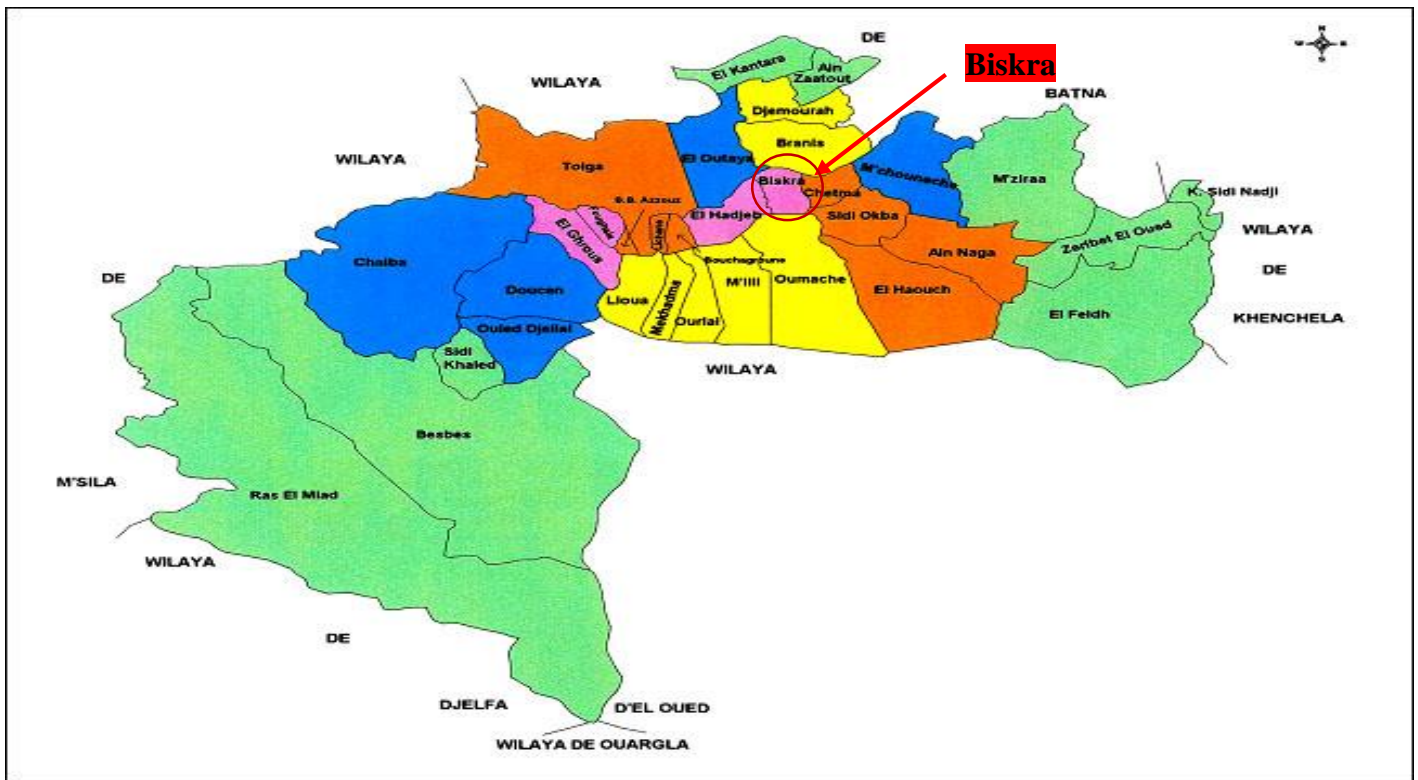 DE
Biskra
WILAYA
El Kantara
Ain
Zaatout
BATNA
Djemourah
Branis
WILAYA
Tolga
El Outaya
M'chouneche
M'ziraa
K. Sidi Nadji
Biskra
Chetma
B.B. Azzouz
Foughala
El Ghrous
Lichana
El Hadjeb
Sidi Okba
WILAYA
Zeribet El Oued
Ain Naga
Bouchagroune
DE
Chaiba
DE
Doucen
Lioua
Mekhadma
Ourlal
M'lili
Oumache
El Haouch
El Feidh
KHENCHELA
Ouled Djellal
Sidi
Khaled
WILAYA
Besbes
M'SILA
Ras El Miad
WILAYA
DE
DJELFA
D'EL OUED
WILAYA DE OUARGLA
N
W
E
S